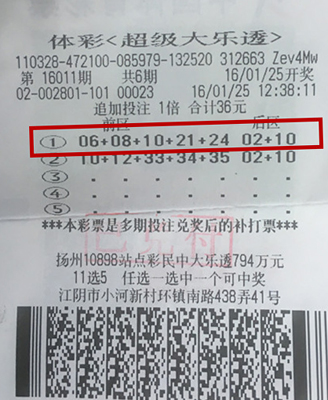 体彩<超级大乐透>
110328-472100-085979-132520 312663 Zev4Mw
第 16011期 共6期 16/01/25开奖
02-002801-101 00023 16/01/25 12:38:11
追加投注 1倍 合计36元
前区 后区
① 06+08+10+21+24 02+10
② 10+12+33+34+35 02+10
③
④
⑤
***本彩票是多期投注兑奖后的补打票***
已兑付
扬州10898站点彩民中大乐透794万元
11选5 任选一选中一个可中奖
江阴市小河新村环镇南路438弄41号